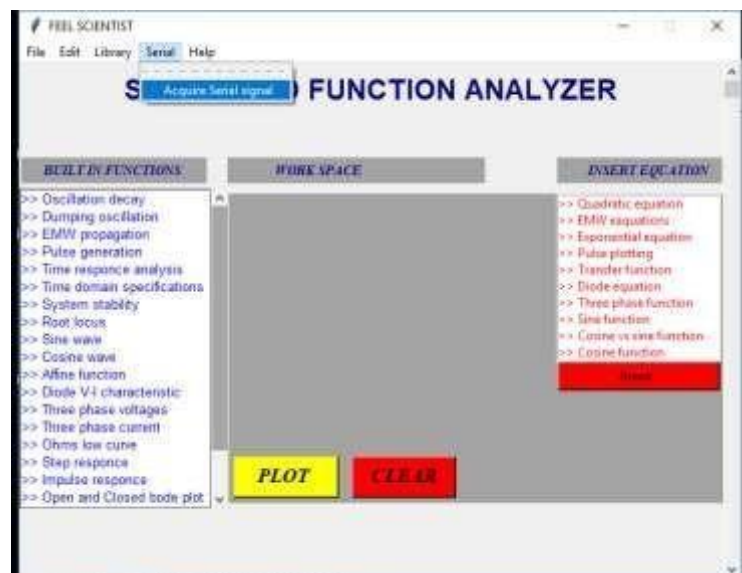 FEEL SCIENTIST
File Edit Library Serial Help
Acquire Serial signal
S FUNCTION ANALYZER
BUILT IN FUNCTIONS
WORK SPACE
INSERT EQUATION
>> Oscillation decay
>> Dumping oscillation
>> EMW propagation
>> Pulse generation
>> Time responce analysis
>> Time domain specifications
>> System stability
>> Root locus
>> Sine wave
>> Cosine wave
>> Affine function
>> Diode V-I characteristic
>> Three phase voltages
>> Three phase current
>> Ohms low curve
>> Step responce
>> Impulse responce
>> Open and Closed bode plot
>> Quadratic equation
>> EMW eaquations
>> Exponential equation
>> Pulse plotting
>> Transfer function
>> Diode equation
>> Three phase function
>> Sine function
>> Cosine vs sine function
>> Cosine function
PLOT
CLEAR